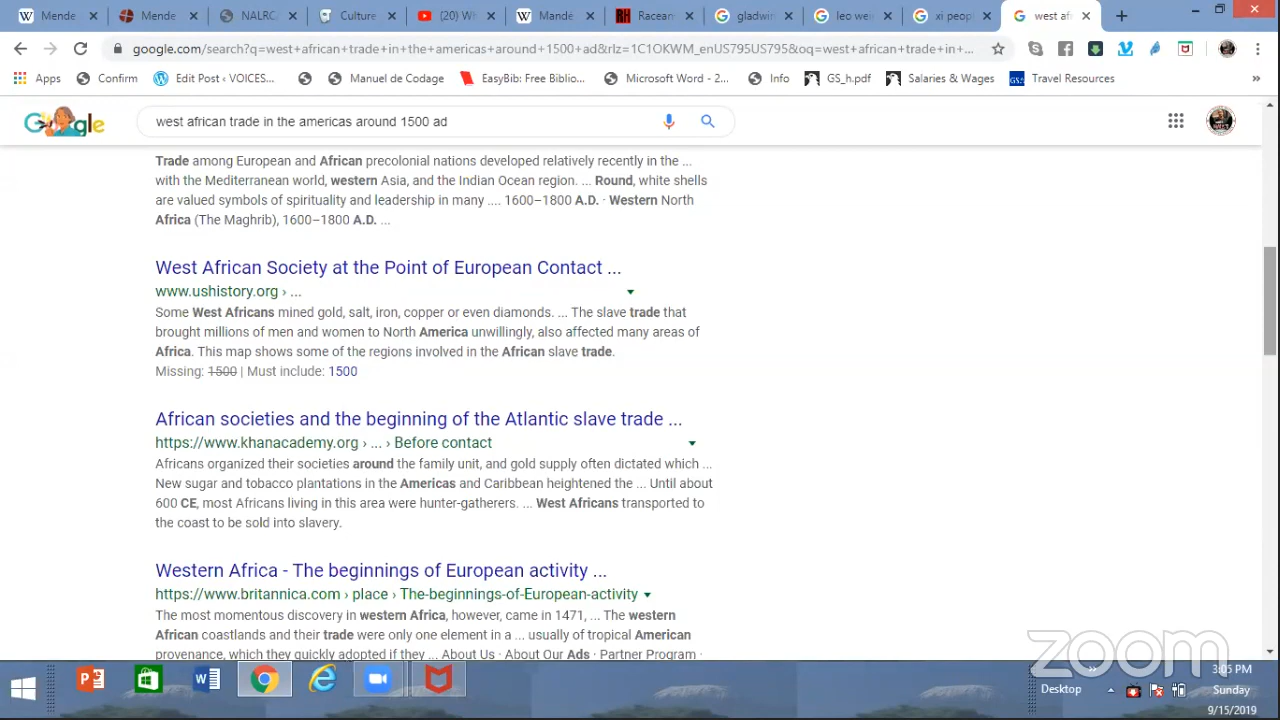 Mende
Mende
NALRC
Culture
(20) Wh
Mande
Racear
gladwin
leo wei
xi peop
west af
google.com/search?q=west+african+trade+in+the+americas+around+1500+ad&rlz=1C1OKWM_enUS795US795&oq=west+african+trade+in+...
Apps
Confirm
Edit Post ‹ VOICES...
Manuel de Codage
EasyBib: Free Biblio...
Microsoft Word - 2...
Info
GS_h.pdf
Salaries & Wages
Travel Resources
»
Google
west african trade in the americas around 1500 ad
Trade among European and African precolonial nations developed relatively recently in the ...
with the Mediterranean world, western Asia, and the Indian Ocean region. ... Round, white shells
are valued symbols of spirituality and leadership in many .... 1600–1800 A.D. · Western North
Africa (The Maghrib), 1600–1800 A.D. ...
West African Society at the Point of European Contact ...
www.ushistory.org › ...
Some West Africans mined gold, salt, iron, copper or even diamonds. ... The slave trade that
brought millions of men and women to North America unwillingly, also affected many areas of
Africa. This map shows some of the regions involved in the African slave trade.
Missing: 1500 | Must include: 1500
African societies and the beginning of the Atlantic slave trade ...
https://www.khanacademy.org › ... › Before contact
Africans organized their societies around the family unit, and gold supply often dictated which ...
New sugar and tobacco plantations in the Americas and Caribbean heightened the ... Until about
600 CE, most Africans living in this area were hunter-gatherers. ... West Africans transported to
the coast to be sold into slavery.
Western Africa - The beginnings of European activity ...
https://www.britannica.com › place › The-beginnings-of-European-activity
The most momentous discovery in western Africa, however, came in 1471, ... The western
African coastlands and their trade were only one element in a ... usually of tropical American
provenance, which they quickly adopted if they ... About Us · About Our Ads · Partner Program ·
zoom
Desktop
»
3:05 PM
Sunday
9/15/2019